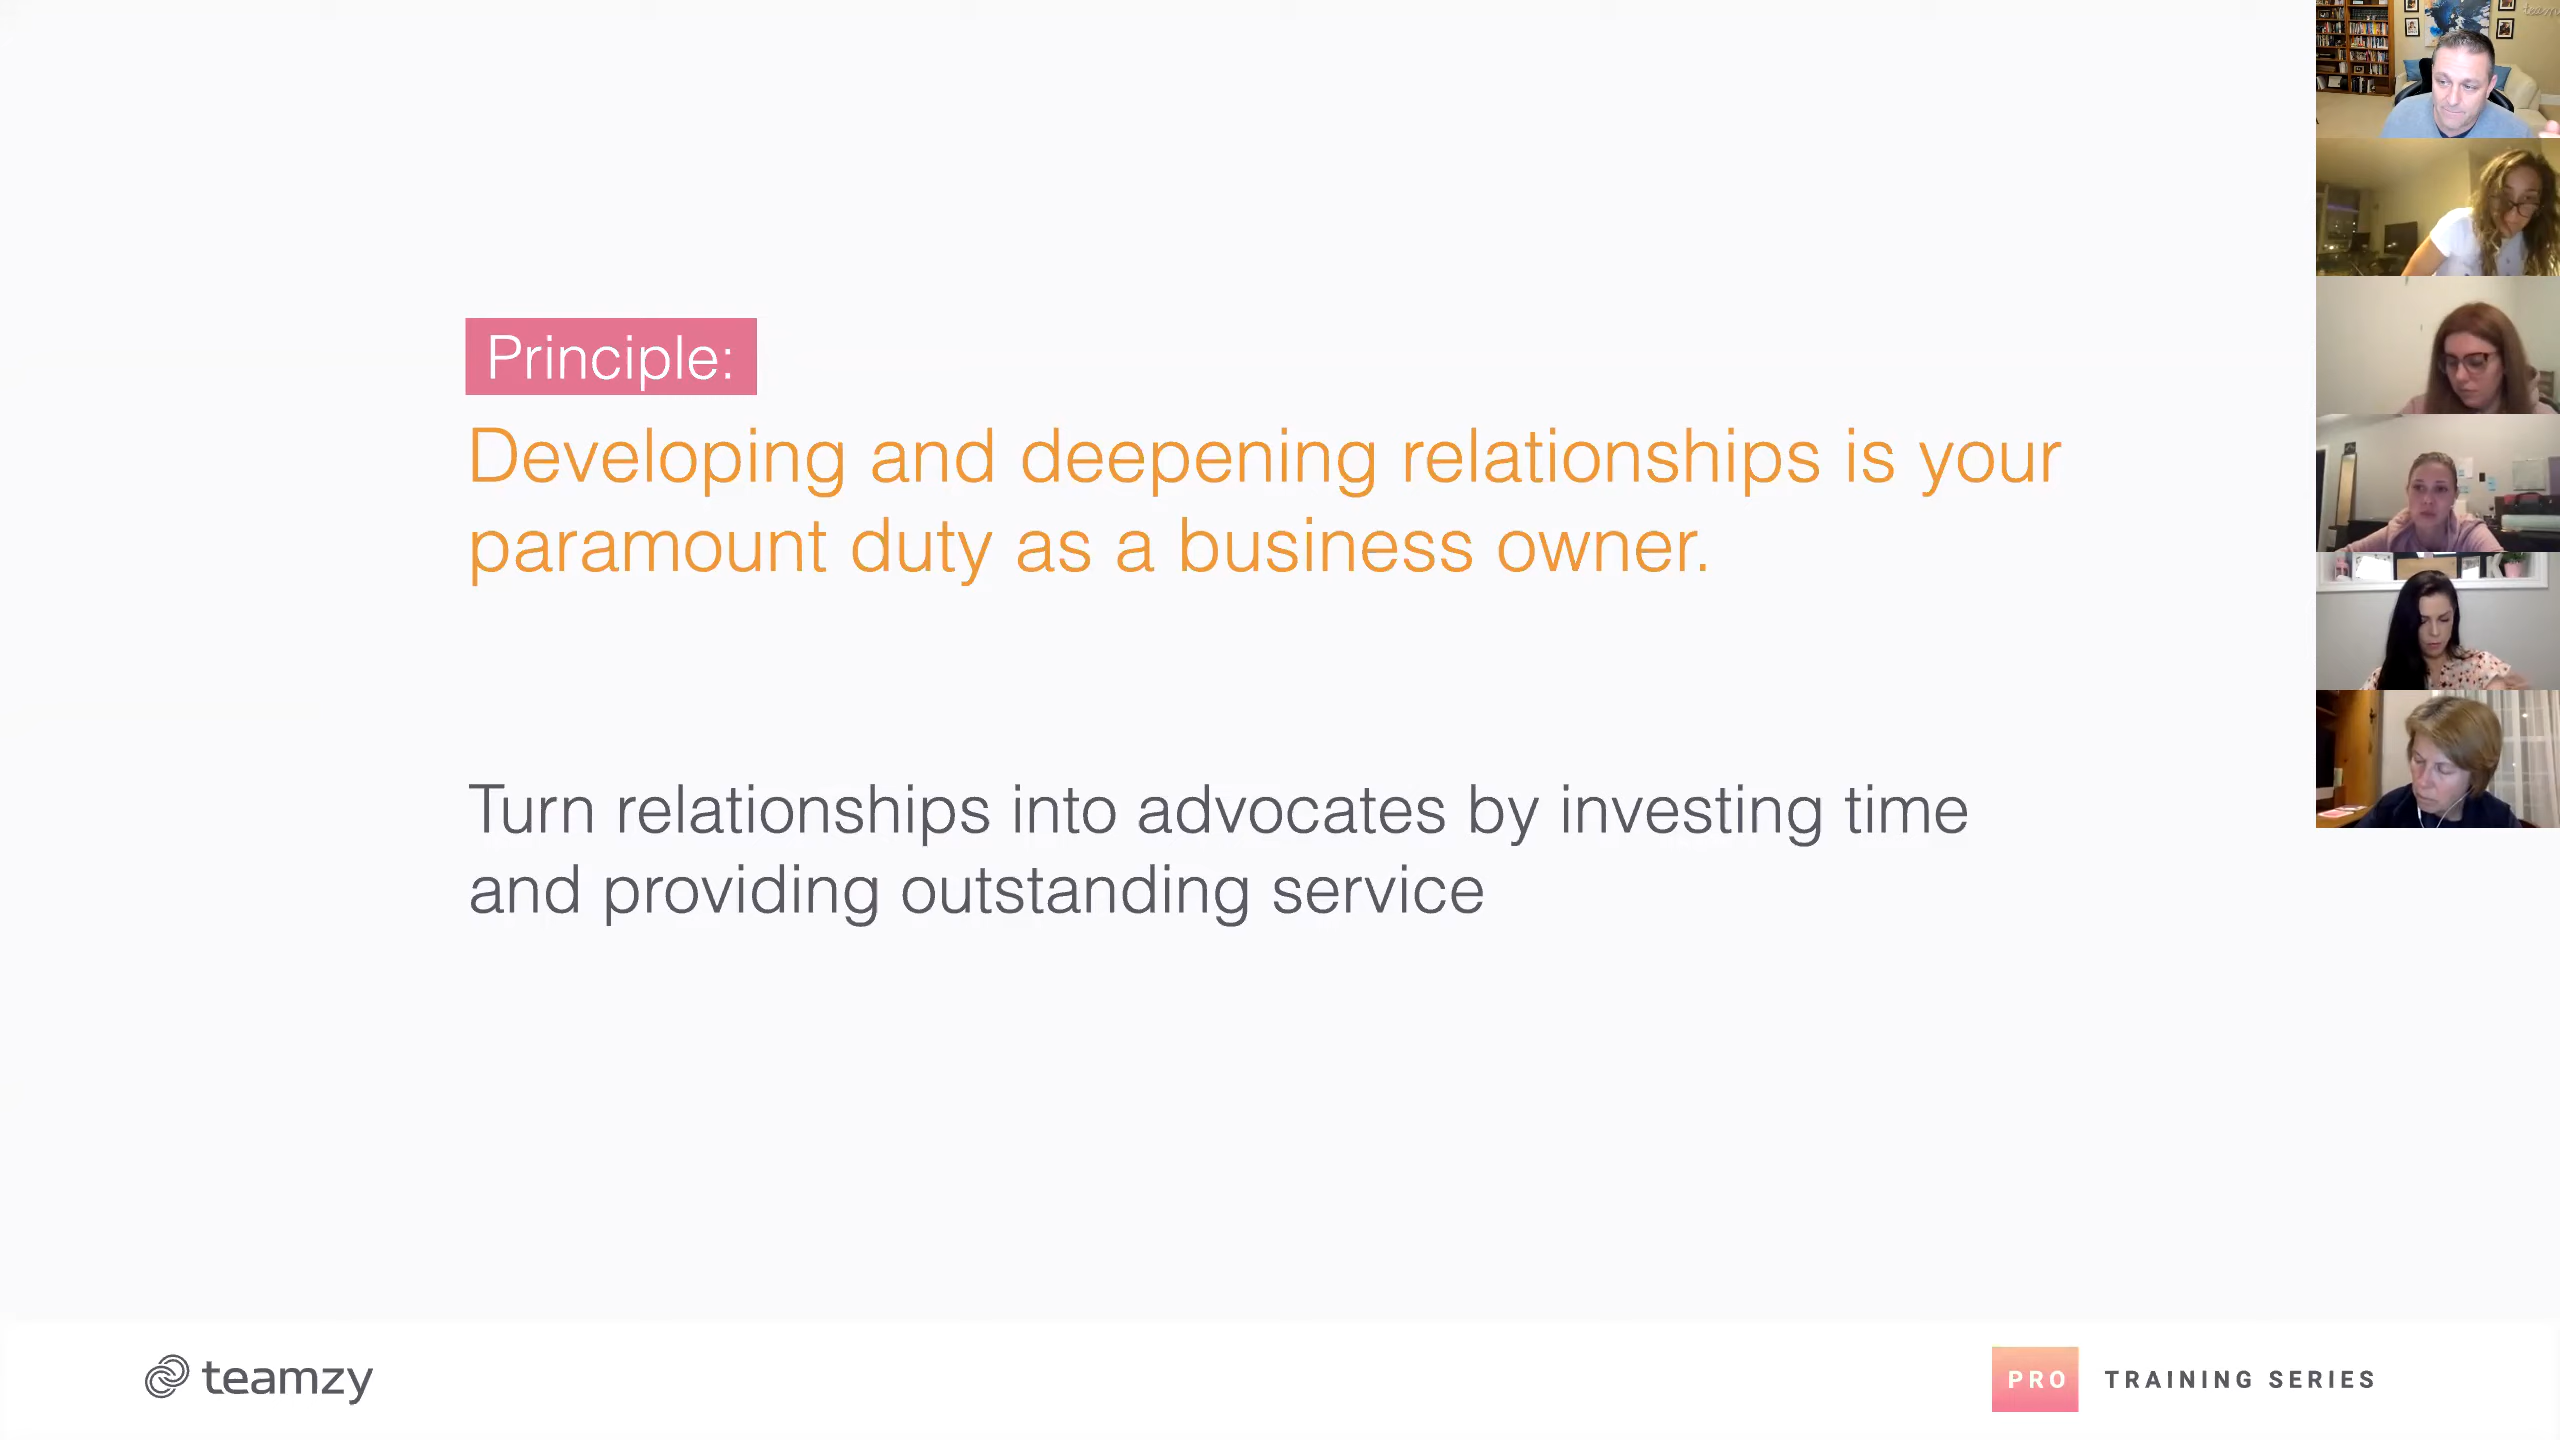 Principle:
Developing and deepening relationships is your
paramount duty as a business owner.
Turn relationships into advocates by investing time
and providing outstanding service
teamzy
PRO TRAINING SERIES